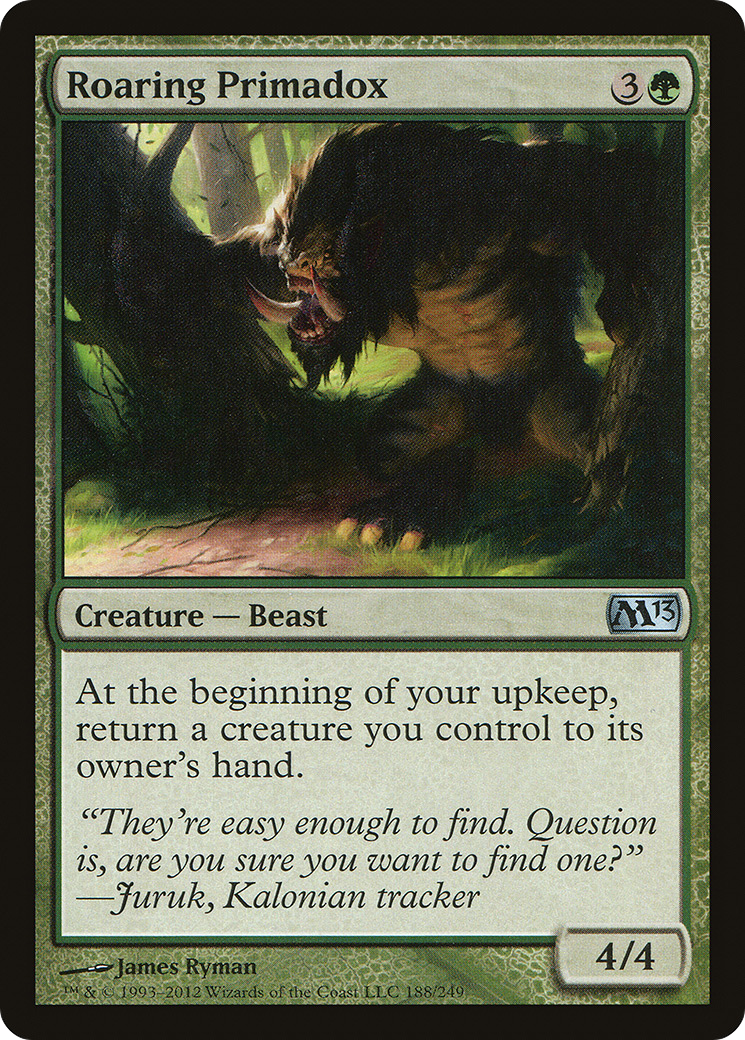 Roaring Primadox 3
Creature — Beast M13
At the beginning of your upkeep,
return a creature you control to its
owner's hand.
“They're easy enough to find. Question
is, are you sure you want to find one?”
—Juruk, Kalonian tracker
4/4
James Ryman
™ & © 1993–2012 Wizards of the Coast LLC 188/249